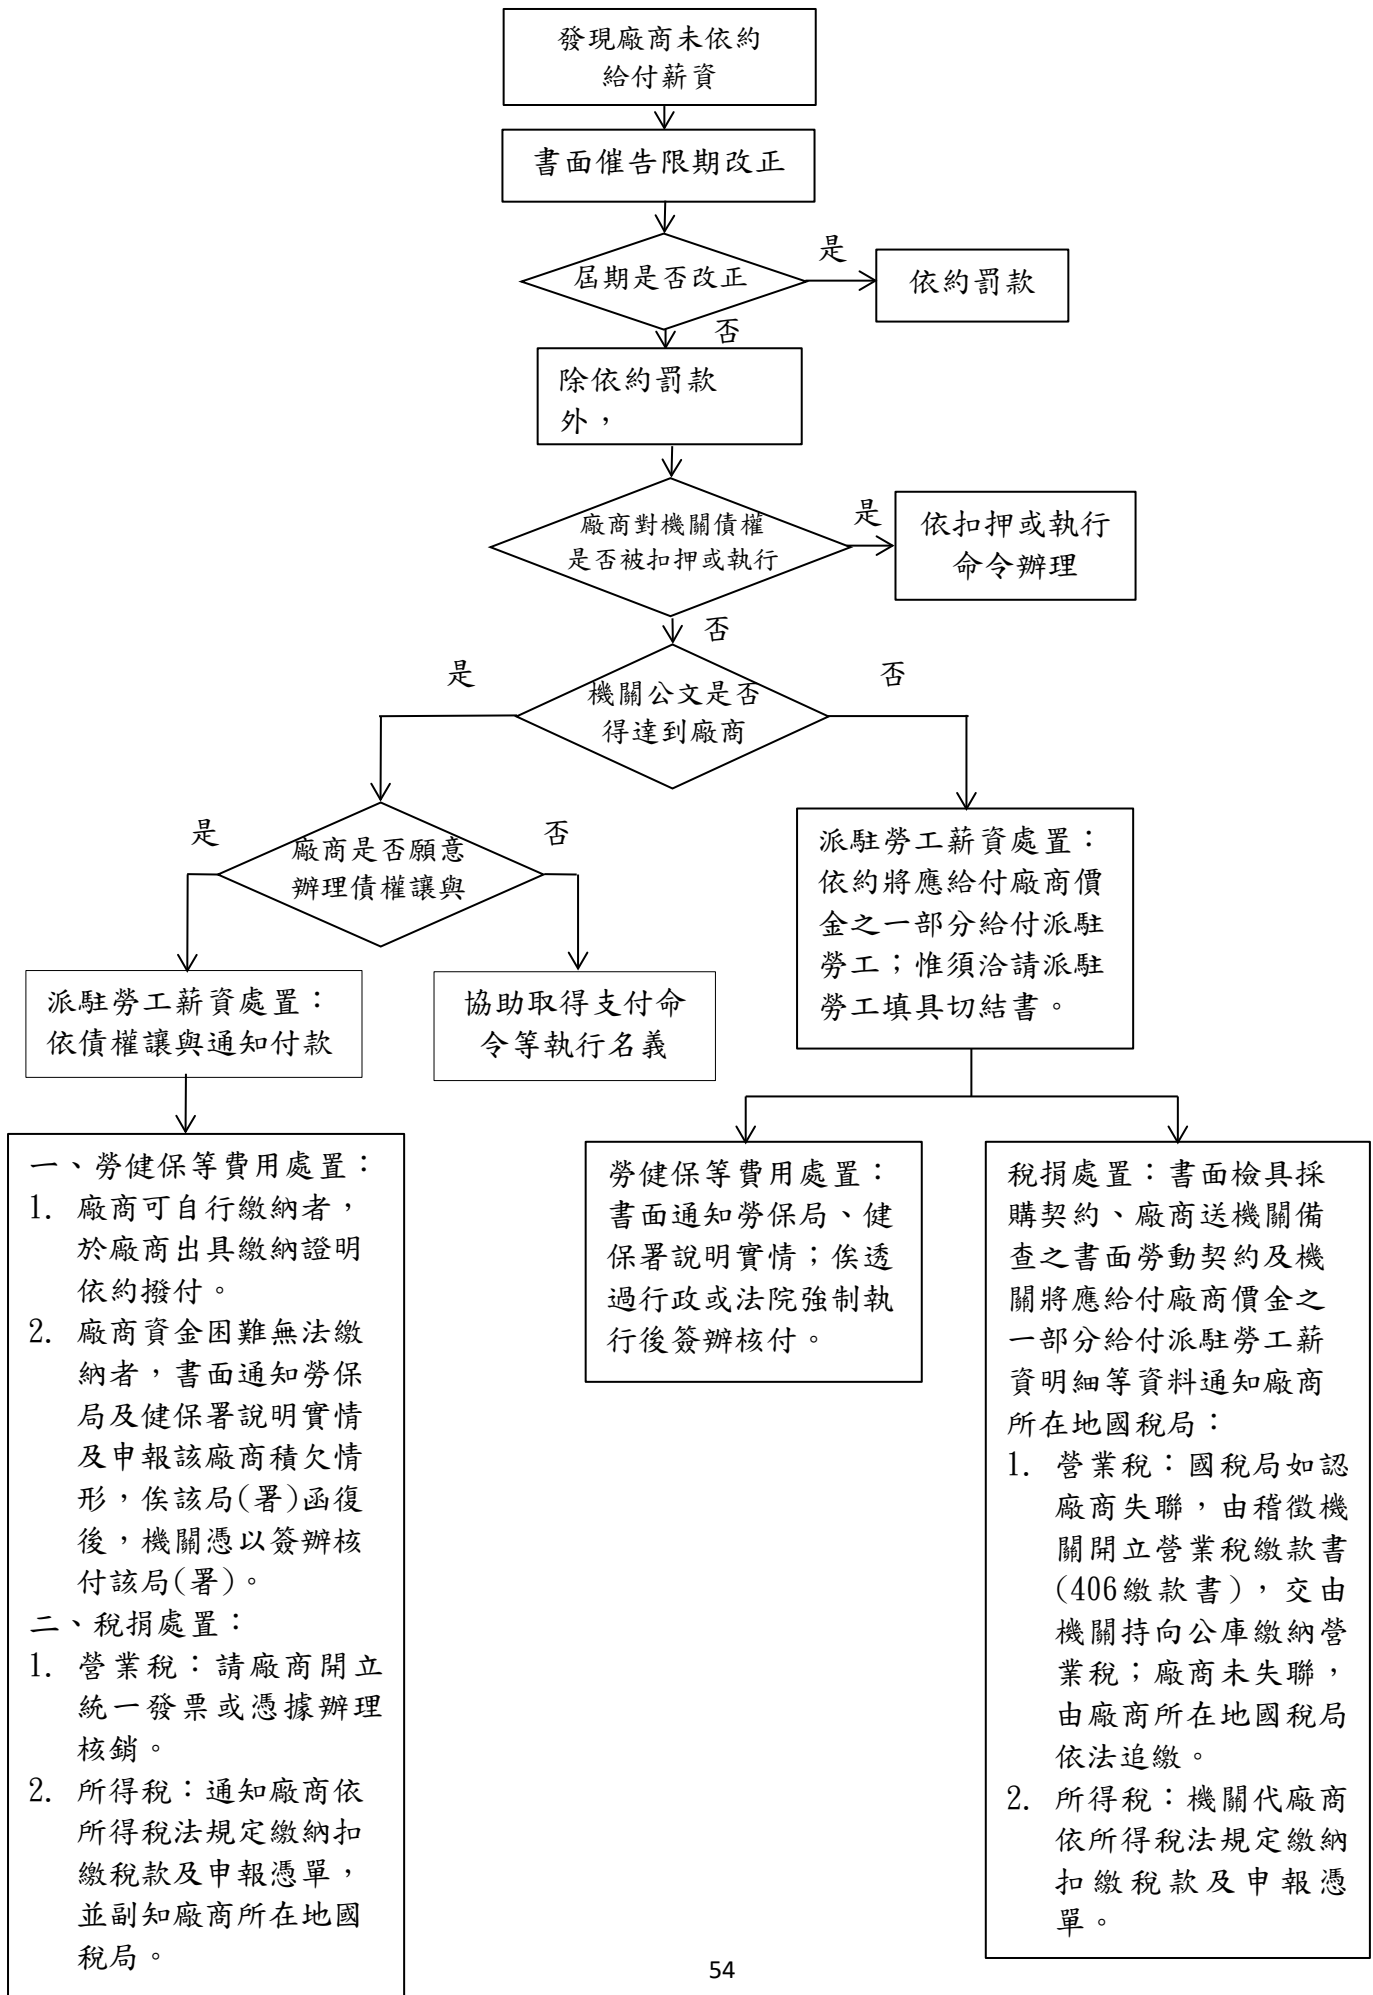 發現廠商未依約
給付薪資
書面催告限期改正
屆期是否改正
是
依約罰款
否
除依約罰款
外，
廠商對機關債權
是否被扣押或執行
是
依扣押或執行
命令辦理
否
機關公文是否
得達到廠商
是
否
廠商是否願意
辦理債權讓與
是
否
派駐勞工薪資處置：
依約將應給付廠商價
金之一部分給付派駐
勞工；惟須洽請派駐
勞工填具切結書。
派駐勞工薪資處置：
依債權讓與通知付款
協助取得支付命
令等執行名義
一、勞健保等費用處置：
1. 廠商可自行繳納者，
於廠商出具繳納證明
依約撥付。
2. 廠商資金困難無法繳
納者，書面通知勞保
局及健保署說明實情
及申報該廠商積欠情
形，俟該局(署)函復
後，機關憑以簽辦核
付該局(署)。
二、稅捐處置：
1. 營業稅：請廠商開立
統一發票或憑據辦理
核銷。
2. 所得稅：通知廠商依
所得稅法規定繳納扣
繳稅款及申報憑單，
並副知廠商所在地國
稅局。
勞健保等費用處置：
書面通知勞保局、健
保署說明實情；俟透
過行政或法院強制執
行後簽辦核付。
稅捐處置：書面檢具採
購契約、廠商送機關備
查之書面勞動契約及機
關將應給付廠商價金之
一部分給付派駐勞工薪
資明細等資料通知廠商
所在地國稅局：
1. 營業稅：國稅局如認
廠商失聯，由稽徵機
關開立營業稅繳款書
(406繳款書)，交由
機關持向公庫繳納營
業稅；廠商未失聯，
由廠商所在地國稅局
依法追繳。
2. 所得稅：機關代廠商
依所得稅法規定繳納
扣繳稅款及申報憑
單。
54